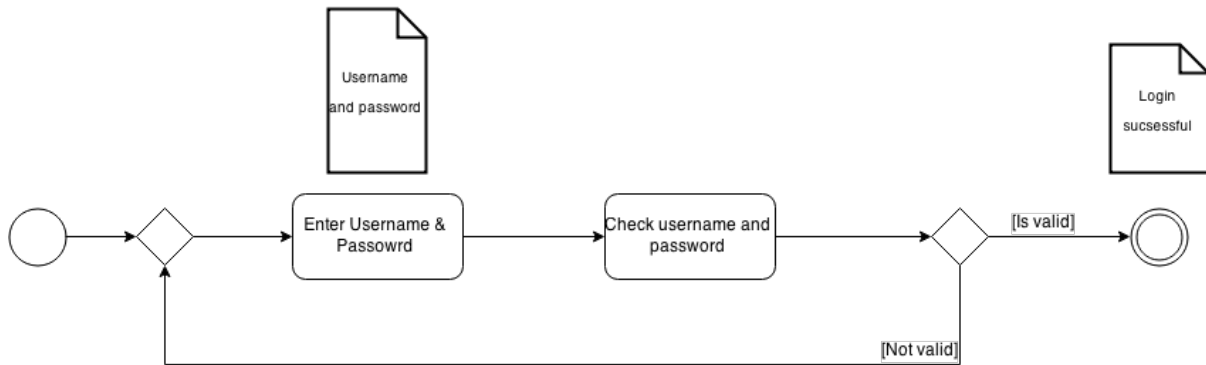 Username
and password
Login
sucsessful
Enter Username &
Passowrd
Check username and
password
[Is valid]
[Not valid]